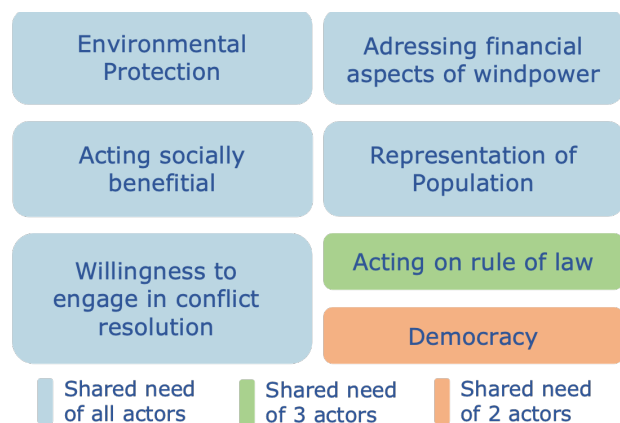 Environmental
Protection
Adressing financial
aspects of windpower
Acting socially
benefitial
Representation of
Population
Willingness to
engage in conflict
resolution
Acting on rule of law
Democracy
Shared need
of all actors
Shared need
of 3 actors
Shared need
of 2 actors